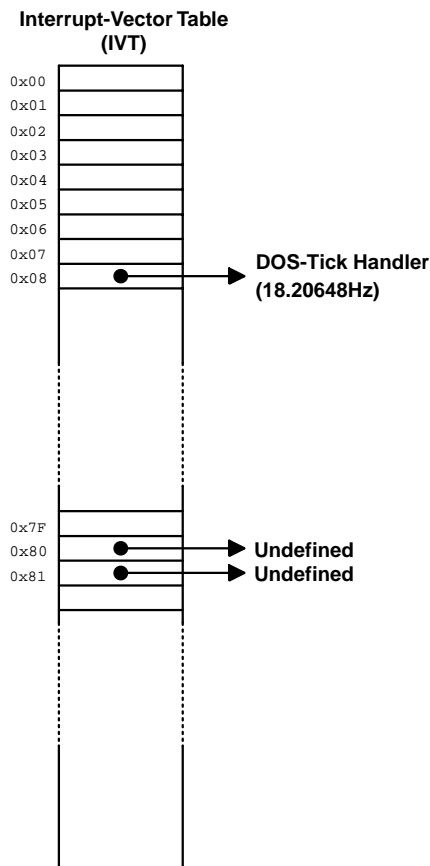 Interrupt-Vector Table
(IVT)
0x00
0x01
0x02
0x03
0x04
0x05
0x06
0x07
0x08
DOS-Tick Handler
(18.20648Hz)
0x7F
0x80
Undefined
0x81
Undefined